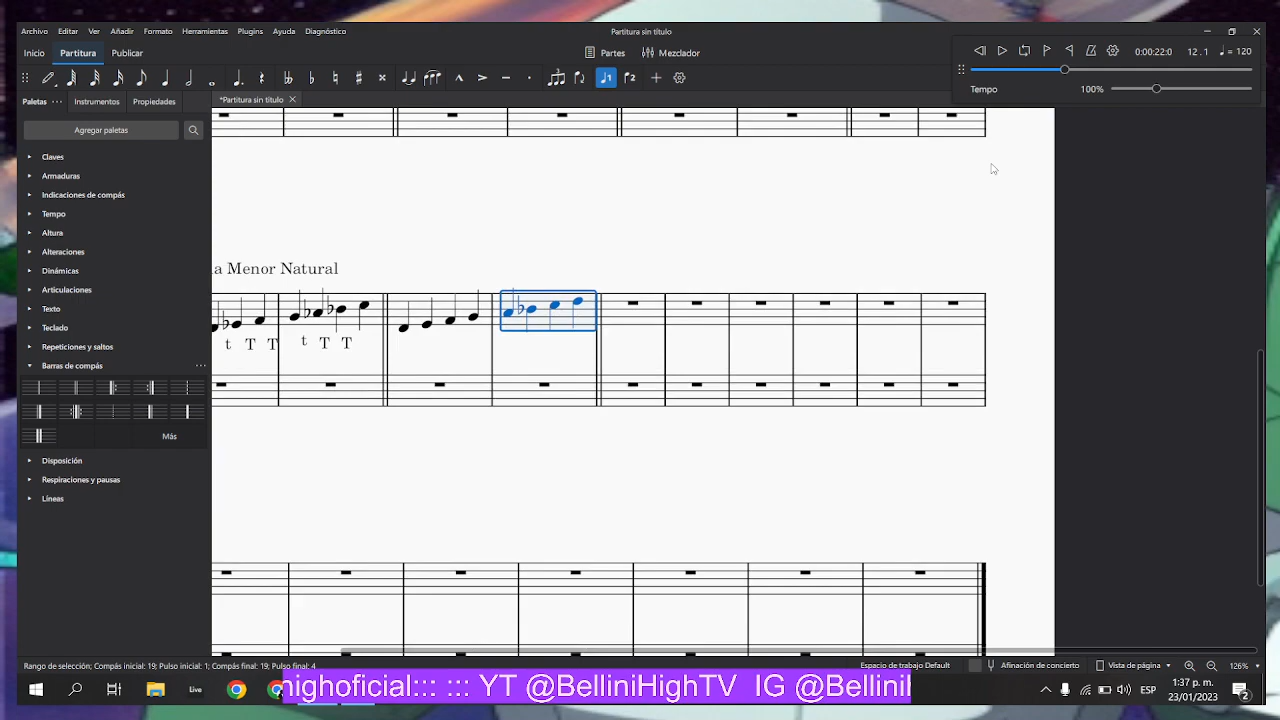 Archivo Editar Ver Añadir Formato Herramientas Plugins Ayuda Diagnóstico Partitura sin título
Inicio Partitura Publicar Partes Mezclador 0:00:22:0 12 . 1 = 120
Tempo 100%
Paletas Instrumentos Propiedades *Partitura sin título
Agregar paletas
Claves
Armaduras
Indicaciones de compás
Tempo
Altura
Alteraciones
Dinámicas
Articulaciones
Texto
Teclado
Repeticiones y saltos
Barras de compás
Más
Disposición
Respiraciones y pausas
Líneas
la Menor Natural
t T T t T T
Rango de selección; Compás inicial: 19; Pulso inicial: 1; Compás final: 19; Pulso final: 4 Espacio de trabajo Default Afinación de concierto Vista de página 126%
Live nighoficial::: ::: YT @BelliniHighTV IG @Bellini ESP 1:37 p. m.
23/01/2023 2